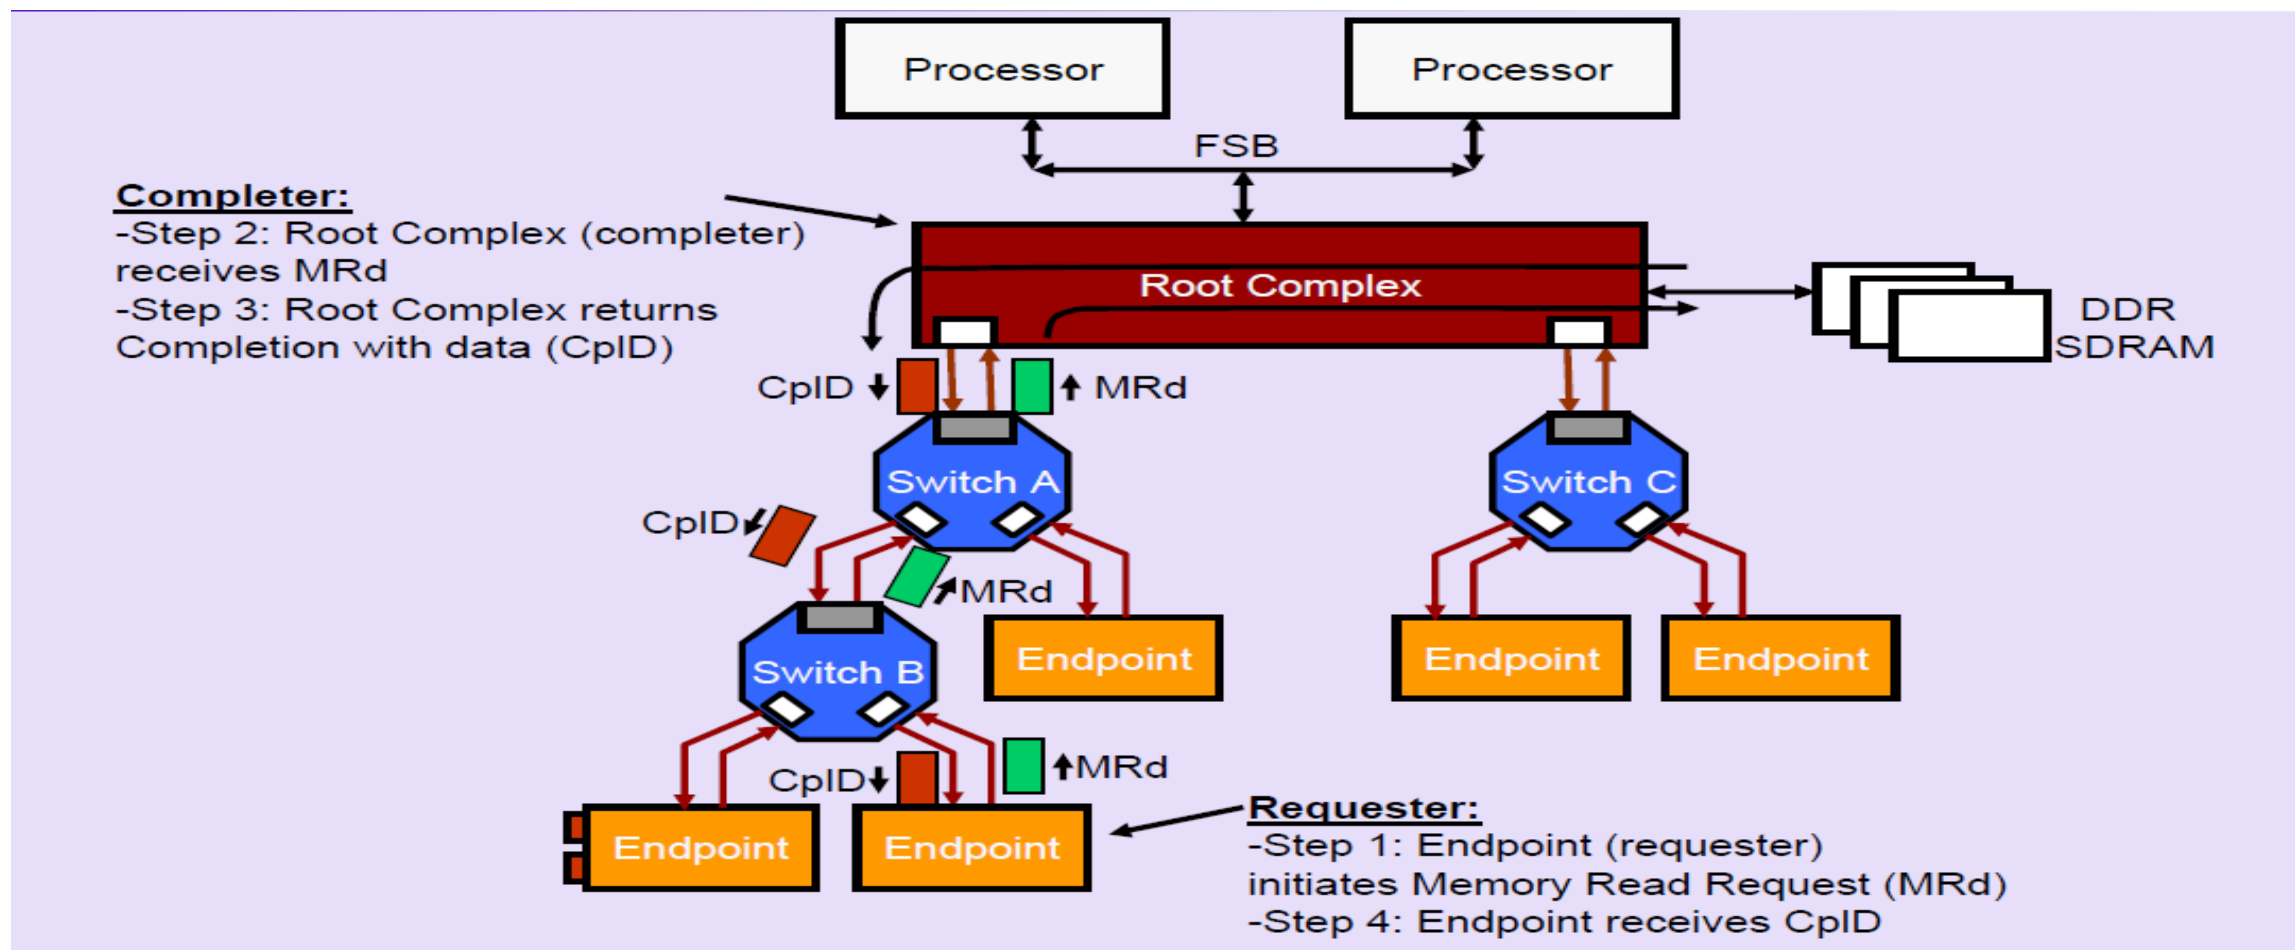 Processor
Processor
FSB
Completer:
-Step 2: Root Complex (completer)
receives MRd
-Step 3: Root Complex returns
Completion with data (CplD)
Root Complex
DDR
SDRAM
CplD
MRd
Switch A
Switch C
CplD
MRd
Switch B
Endpoint
Endpoint
Endpoint
CplD
MRd
Endpoint
Endpoint
Requester:
-Step 1: Endpoint (requester)
initiates Memory Read Request (MRd)
-Step 4: Endpoint receives CplD